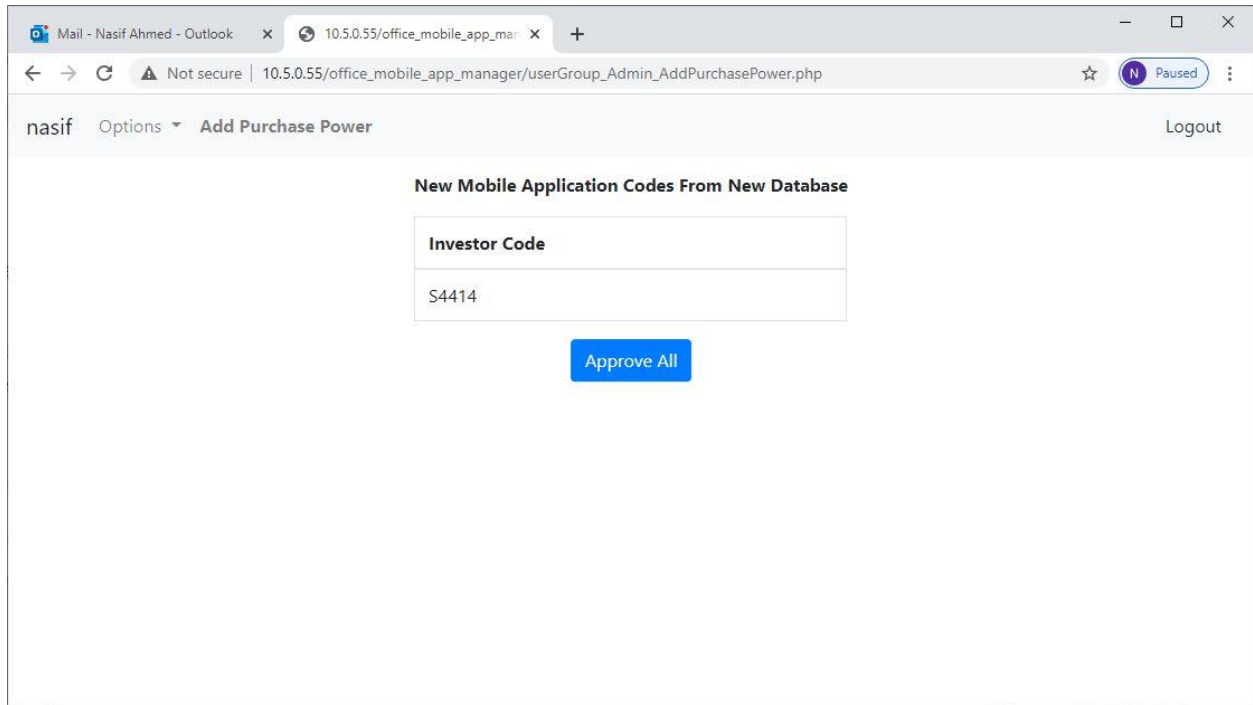 Mail - Nasif Ahmed - Outlook
10.5.0.55/office_mobile_app_man
Not secure | 10.5.0.55/office_mobile_app_manager/userGroup_Admin_AddPurchasePower.php
N Paused
nasif Options Add Purchase Power Logout
New Mobile Application Codes From New Database
Investor Code
S4414
Approve All